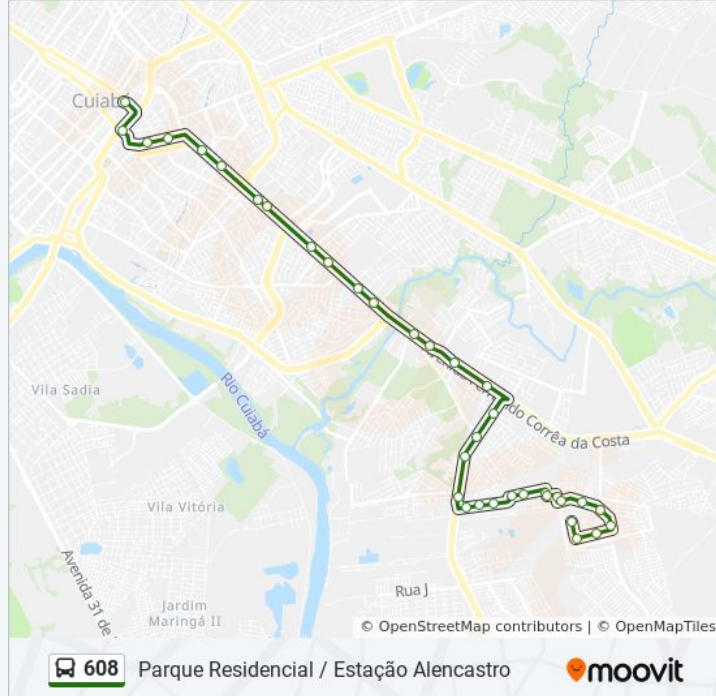 Cuiabá
Vila Sadia
Rio Cuiabá
do Corrêa da Costa
Vila Vitória
Avenida 31 de
Rua J
Jardim
Maringá II
© OpenStreetMap contributors | © OpenMapTiles
608 Parque Residencial / Estação Alencastro
moovit